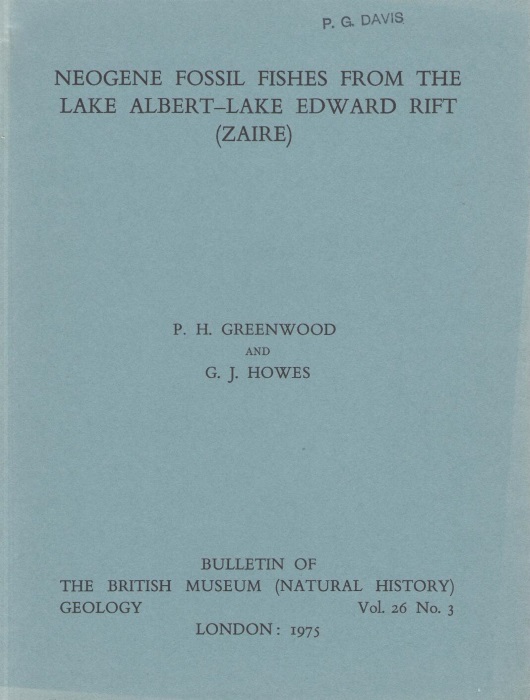 P. G. DAVIS
NEOGENE FOSSIL FISHES FROM THE
LAKE ALBERT–LAKE EDWARD RIFT
(ZAIRE)
P. H. GREENWOOD
AND
G. J. HOWES
BULLETIN OF
THE BRITISH MUSEUM (NATURAL HISTORY)
GEOLOGY Vol. 26 No. 3
LONDON: 1975